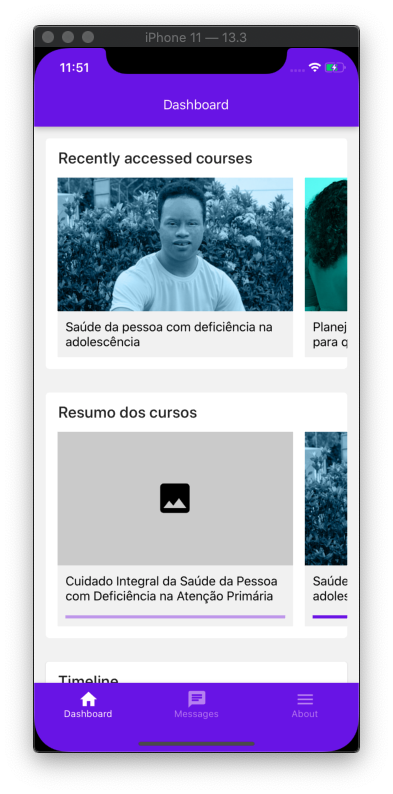 iPhone 11 — 13.3
11:51
Dashboard
Recently accessed courses
Saúde da pessoa com deficiência na
adolescência
Planej
para q
Resumo dos cursos
Cuidado Integral da Saúde da Pessoa
com Deficiência na Atenção Primária
Saúde
adoles
Timeline
Dashboard
Messages
About